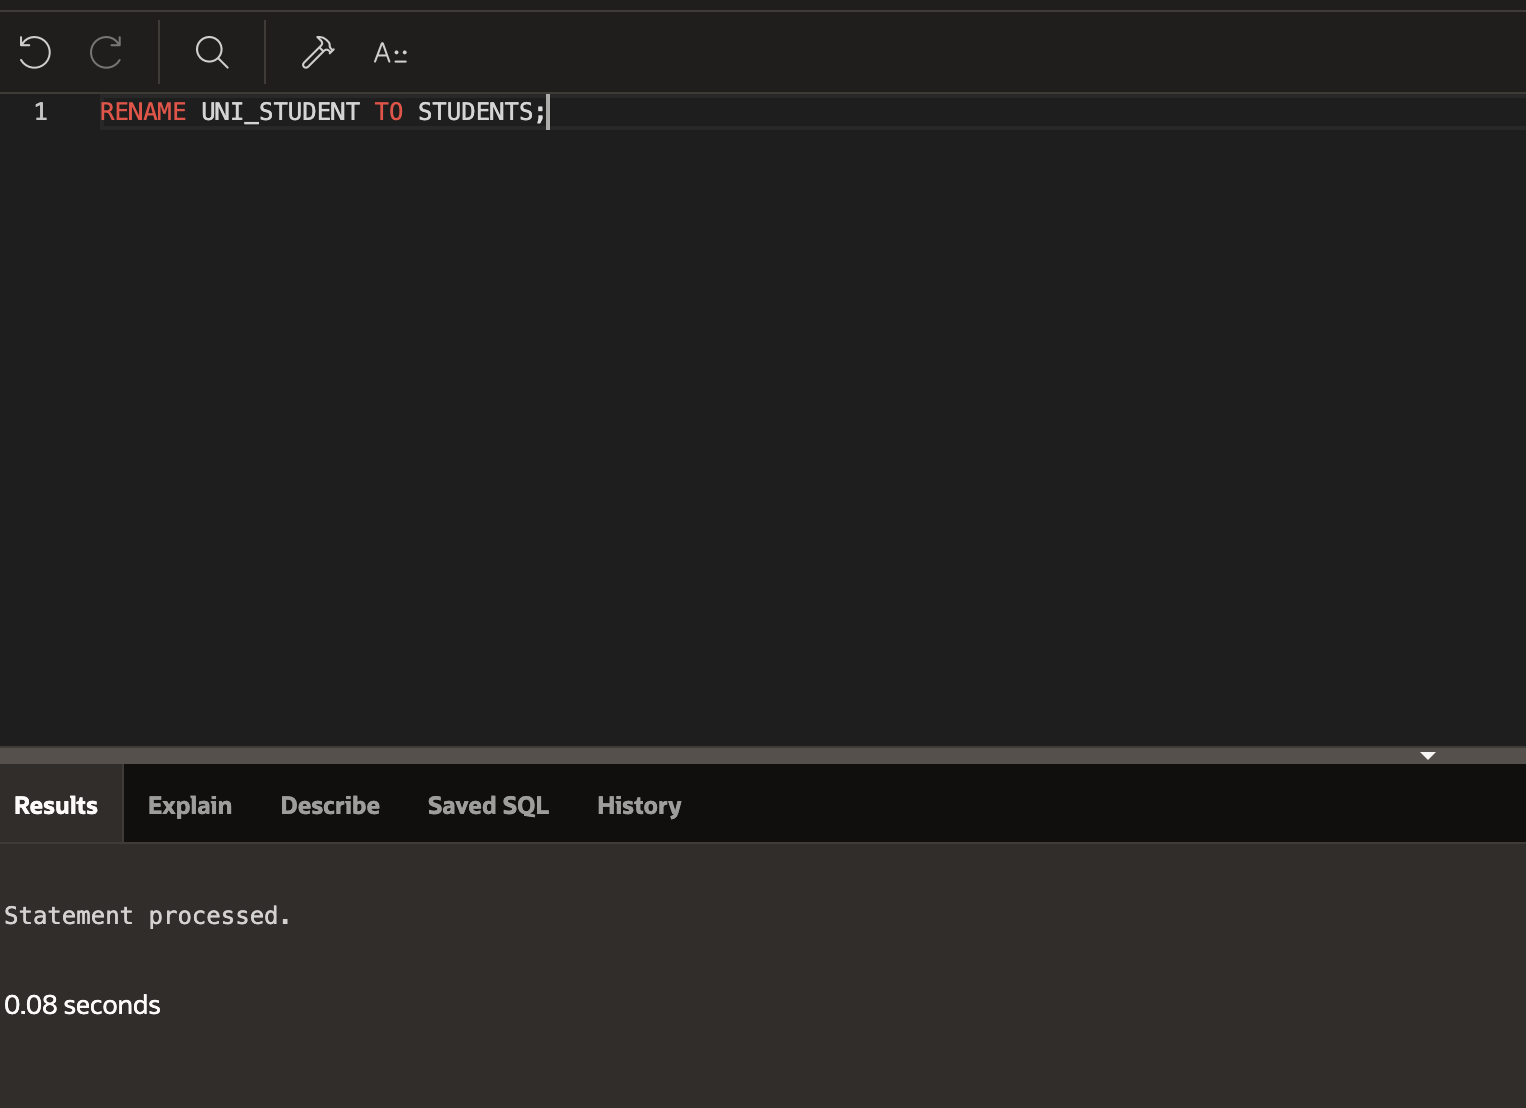 A
1 RENAME UNI_STUDENT TO STUDENTS;
Results Explain Describe Saved SQL History
Statement processed.
0.08 seconds